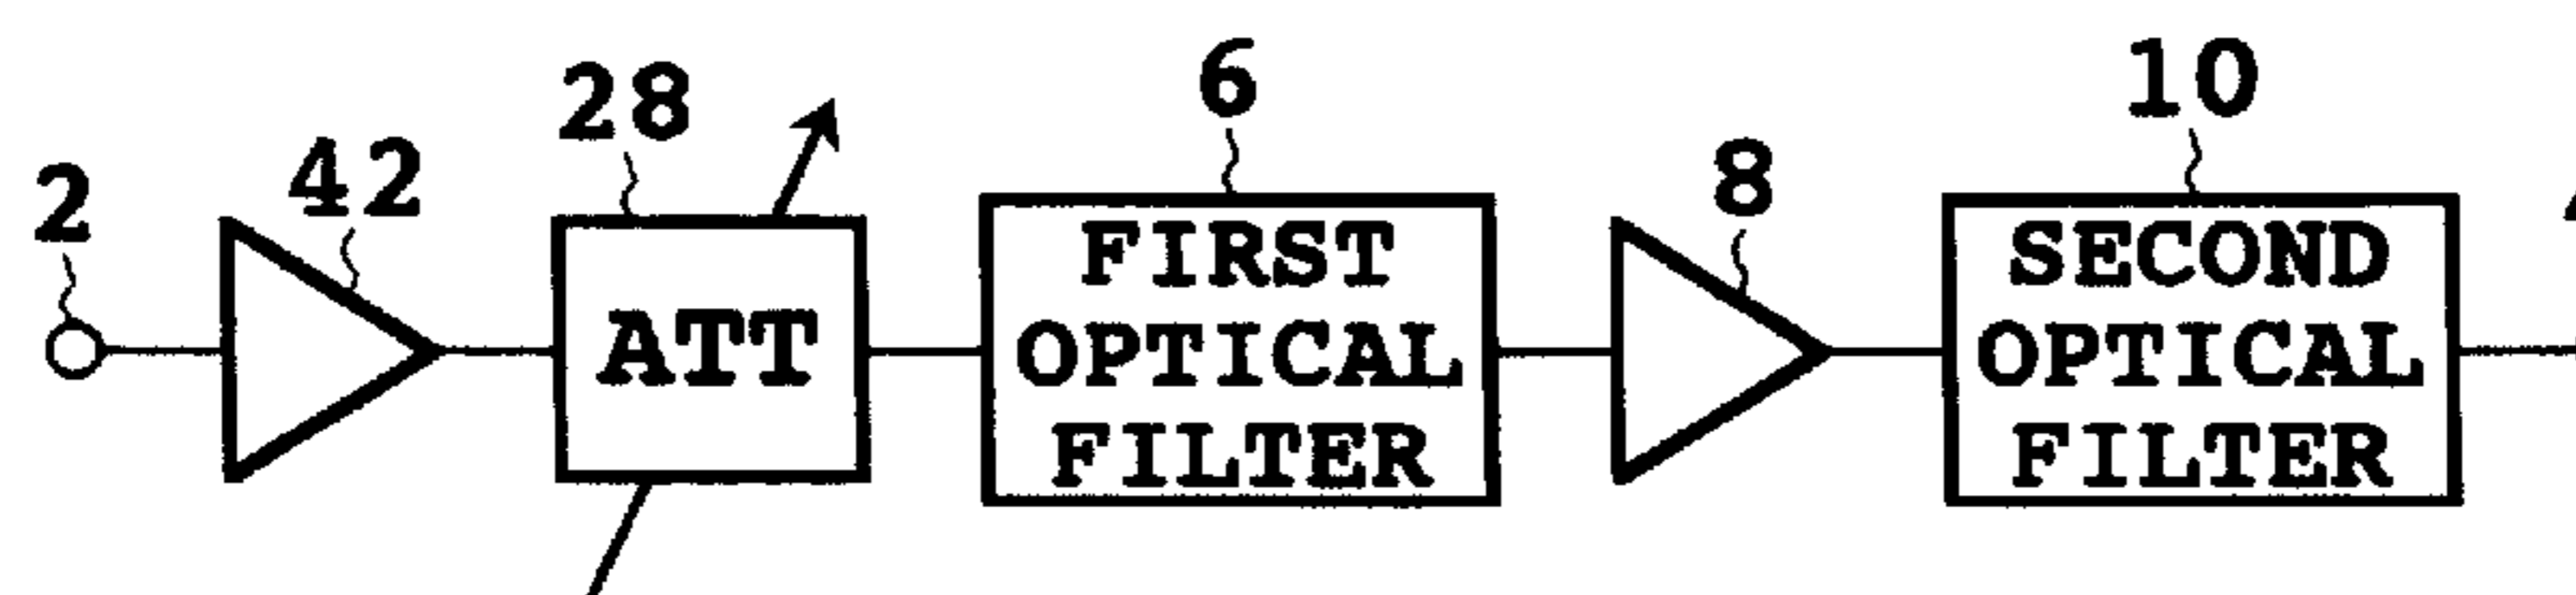 2
42
28
ATT
6
FIRST
OPTICAL
FILTER
8
10
SECOND
OPTICAL
FILTER